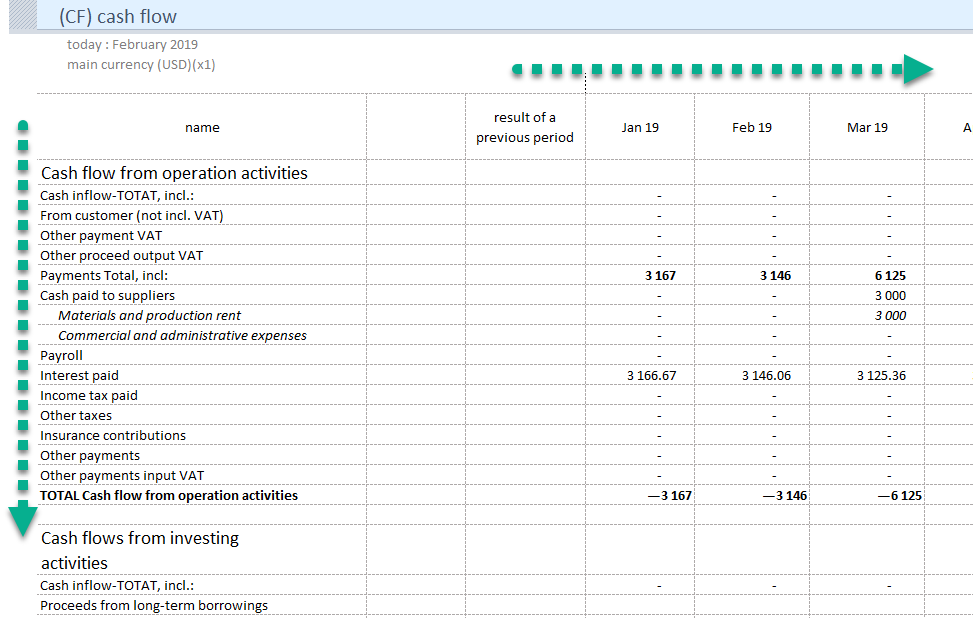 (CF) cash flow
today : February 2019
main currency (USD)(x1)
name result of a previous period Jan 19 Feb 19 Mar 19 A
Cash flow from operation activities
Cash inflow-TOTAT, incl.: - - -
From customer (not incl. VAT) - - -
Other payment VAT - - -
Other proceed output VAT - - -
Payments Total, incl: 3 167 3 146 6 125
Cash paid to suppliers - - 3 000
Materials and production rent - - 3 000
Commercial and administrative expenses - - -
Payroll - - -
Interest paid 3 166.67 3 146.06 3 125.36
Income tax paid - - -
Other taxes - - -
Insurance contributions - - -
Other payments - - -
Other payments input VAT - - -
TOTAL Cash flow from operation activities —3 167 —3 146 —6 125
Cash flows from investing
activities
Cash inflow-TOTAT, incl.: - - -
Proceeds from long-term borrowings